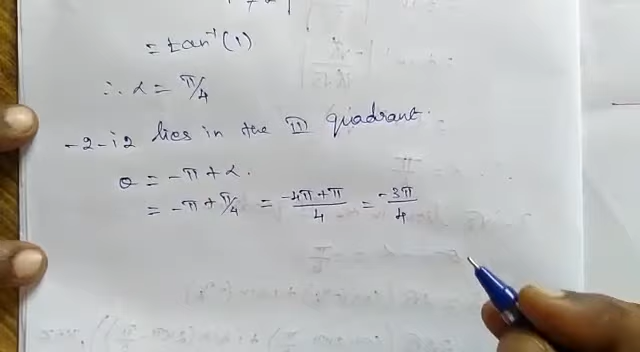 = tan⁻¹(1)
∴ α = π/4
-2-i2 lies in the III quadrant.
θ = -π + α.
= -π + π/4 = (-4π+π)/4 = -3π/4